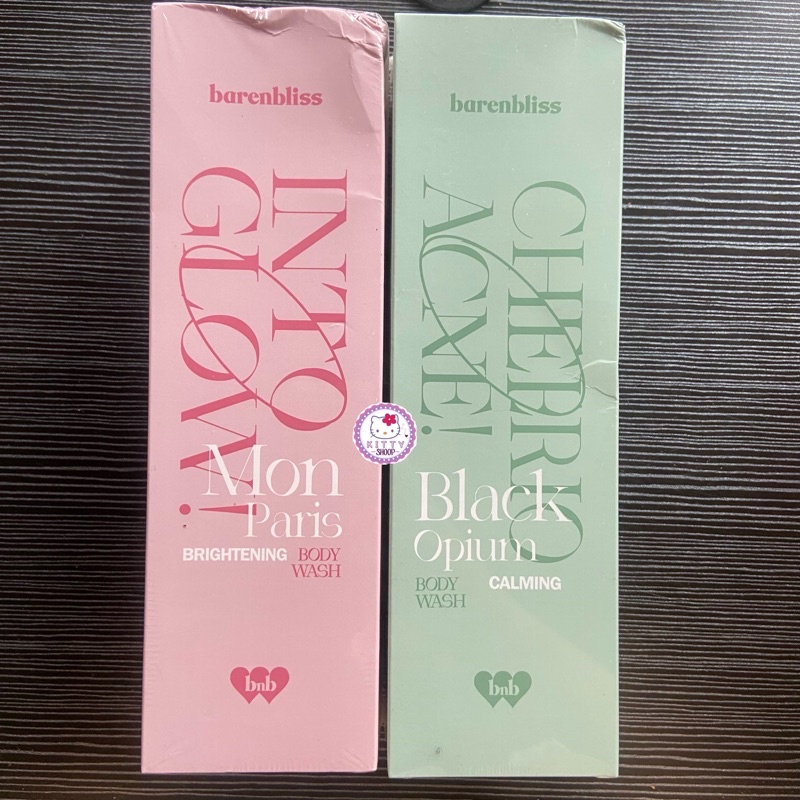 barenbliss
INTO
GLOW!
Mon
Paris
BRIGHTENING BODY
WASH
bnb
barenbliss
CHEERIO
ACNE!
Black
Opium
BODY CALMING
WASH
bnb
KITTY
SHOOP